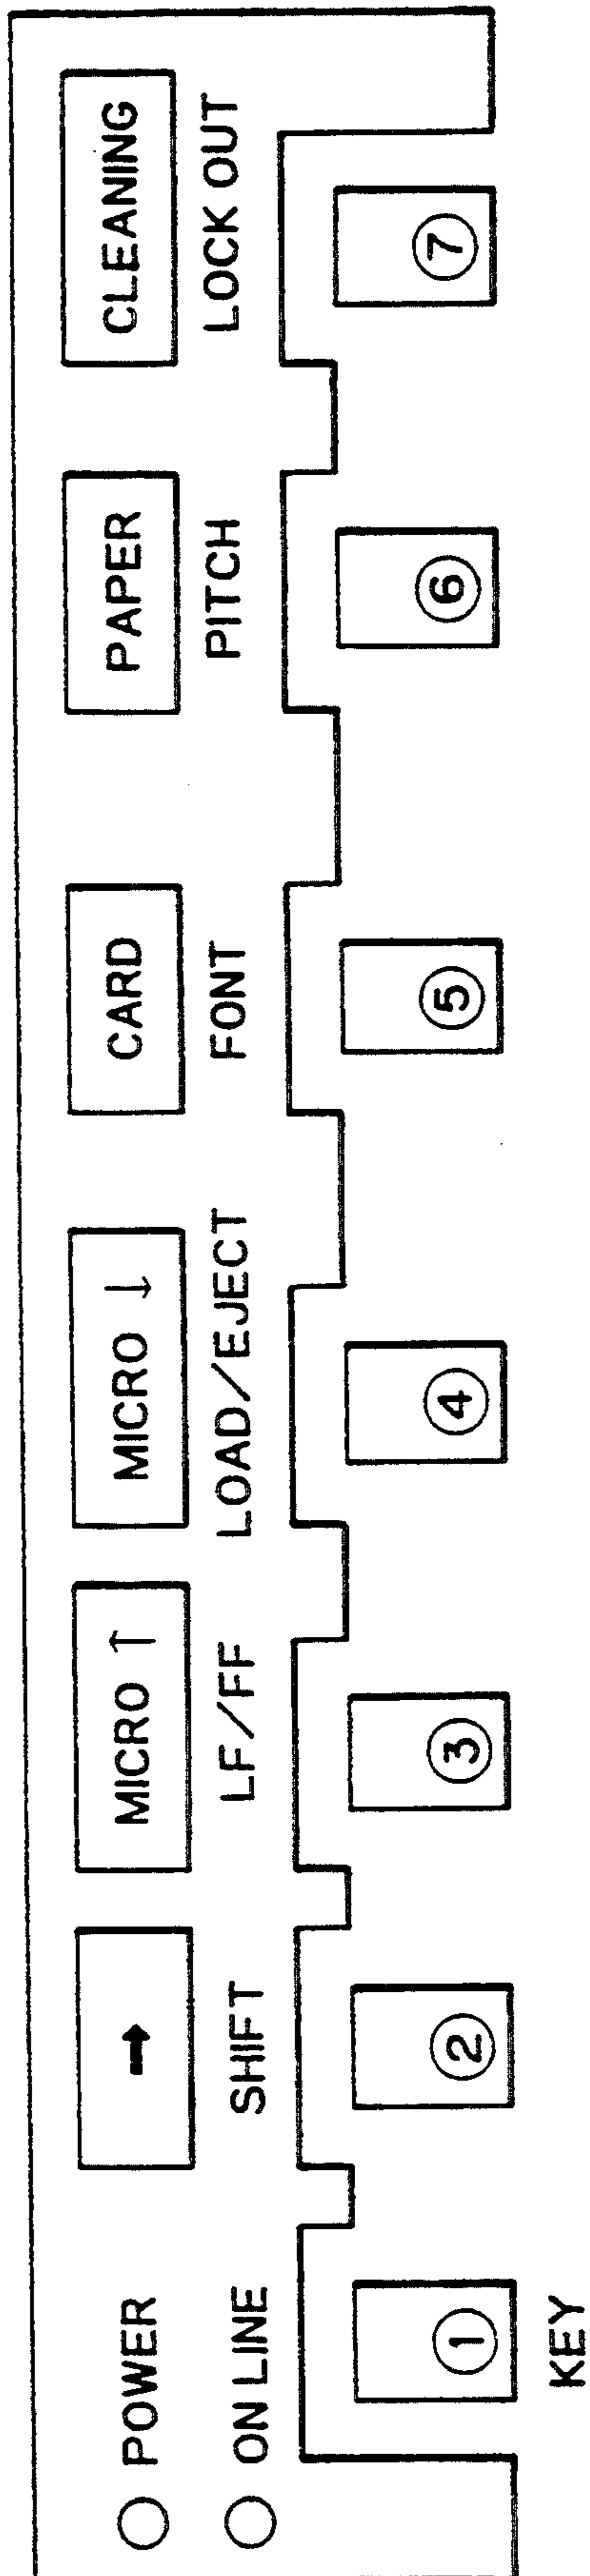 POWER → MICRO ↑ MICRO ↓ CARD PAPER CLEANING
ON LINE SHIFT LF/FF LOAD/EJECT FONT PITCH LOCK OUT
① ② ③ ④ ⑤ ⑥ ⑦
KEY